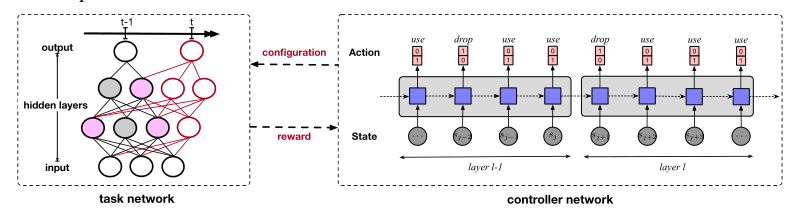 t-1
t
output
hidden layers
input
task network
configuration
reward
Action
State
use
drop
use
use
drop
use
use
use
0
1
1
0
0
1
0
1
1
0
0
1
0
1
0
1
...
s_{j-2}
s_{j-1}
s_j
s_{j+1}
s_{j+2}
s_{j+3}
...
layer l-1
layer l
controller network